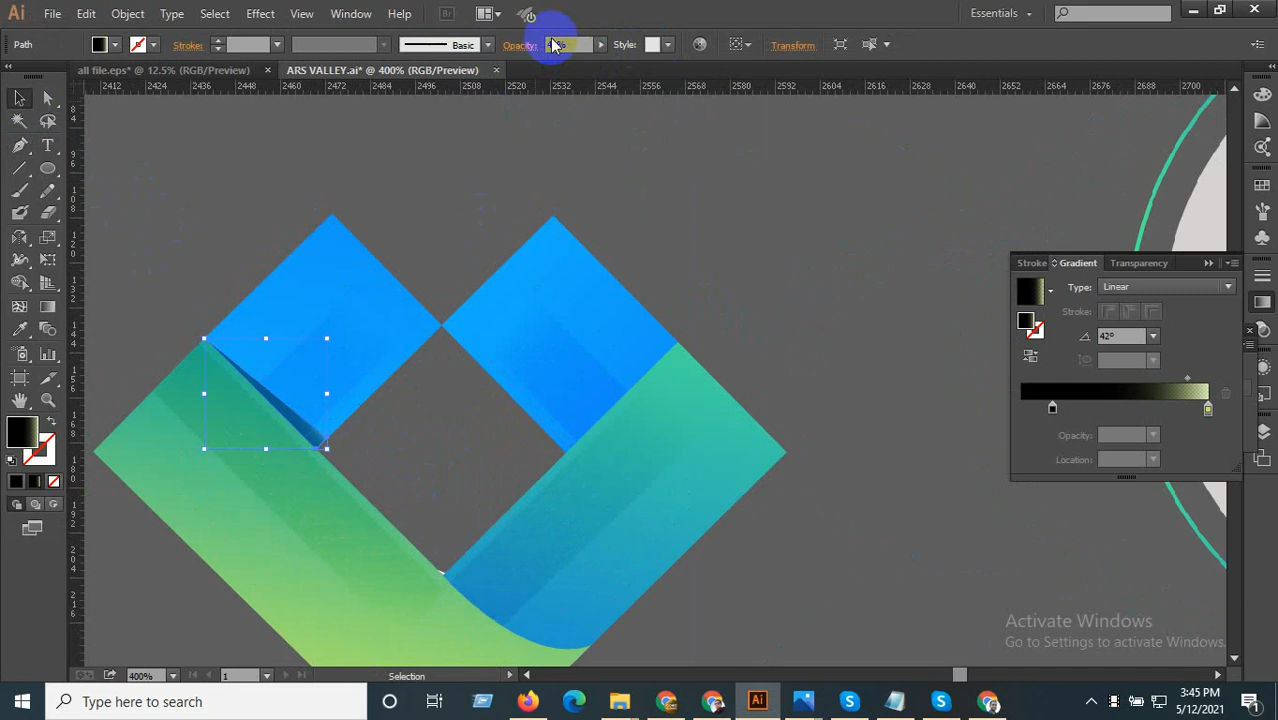 Ai File Edit Object Type Select Effect View Window Help Br Essentials
Path Stroke: Basic Opacity: Style: Transform
all file.eps* @ 12.5% (RGB/Preview) × ARS VALLEY.ai* @ 400% (RGB/Preview) ×
2412 2424 2436 2448 2460 2472 2484 2496 2508 2520 2532 2544 2556 2568 2580 2592 2604 2616 2628 2640 2652 2664 2676 2688 2700
Stroke Gradient Transparency
Type: Linear
Stroke:
42°
Opacity:
Location:
Activate Windows
Go to Settings to activate Windows.
400% 1 Selection
Type here to search
Ai
3:45 PM
5/12/2021